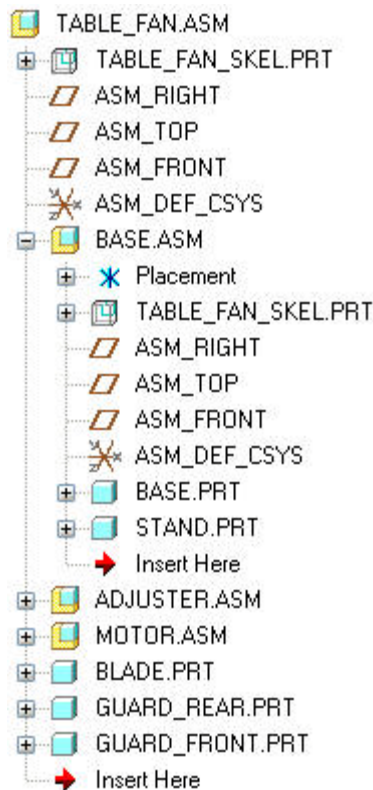 TABLE_FAN.ASM
TABLE_FAN_SKEL.PRT
ASM_RIGHT
ASM_TOP
ASM_FRONT
ASM_DEF_CSYS
BASE.ASM
Placement
TABLE_FAN_SKEL.PRT
ASM_RIGHT
ASM_TOP
ASM_FRONT
ASM_DEF_CSYS
BASE.PRT
STAND.PRT
Insert Here
ADJUSTER.ASM
MOTOR.ASM
BLADE.PRT
GUARD_REAR.PRT
GUARD_FRONT.PRT
Insert Here